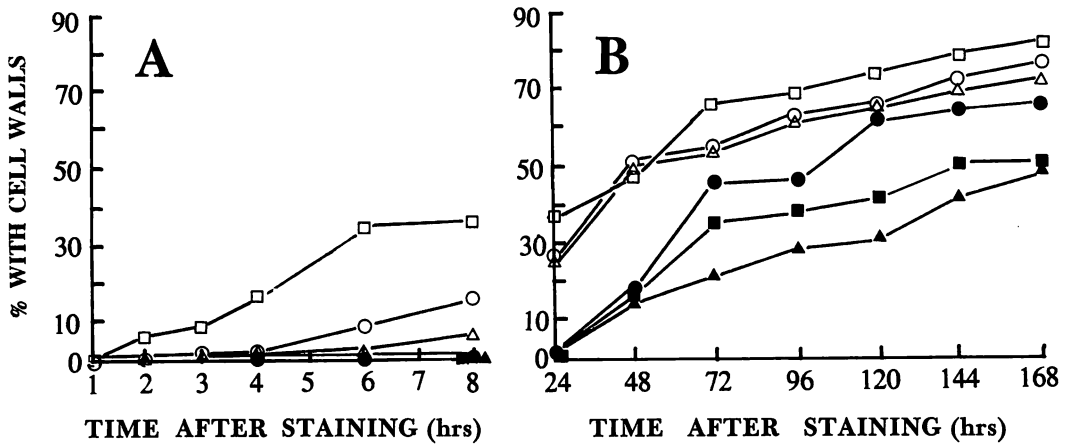 A
% WITH CELL WALLS
90
70
50
30
10
0
1 2 3 4 5 6 7 8
TIME AFTER STAINING (hrs)
B
90
70
50
30
10
0
24 48 72 96 120 144 168
TIME AFTER STAINING (hrs)